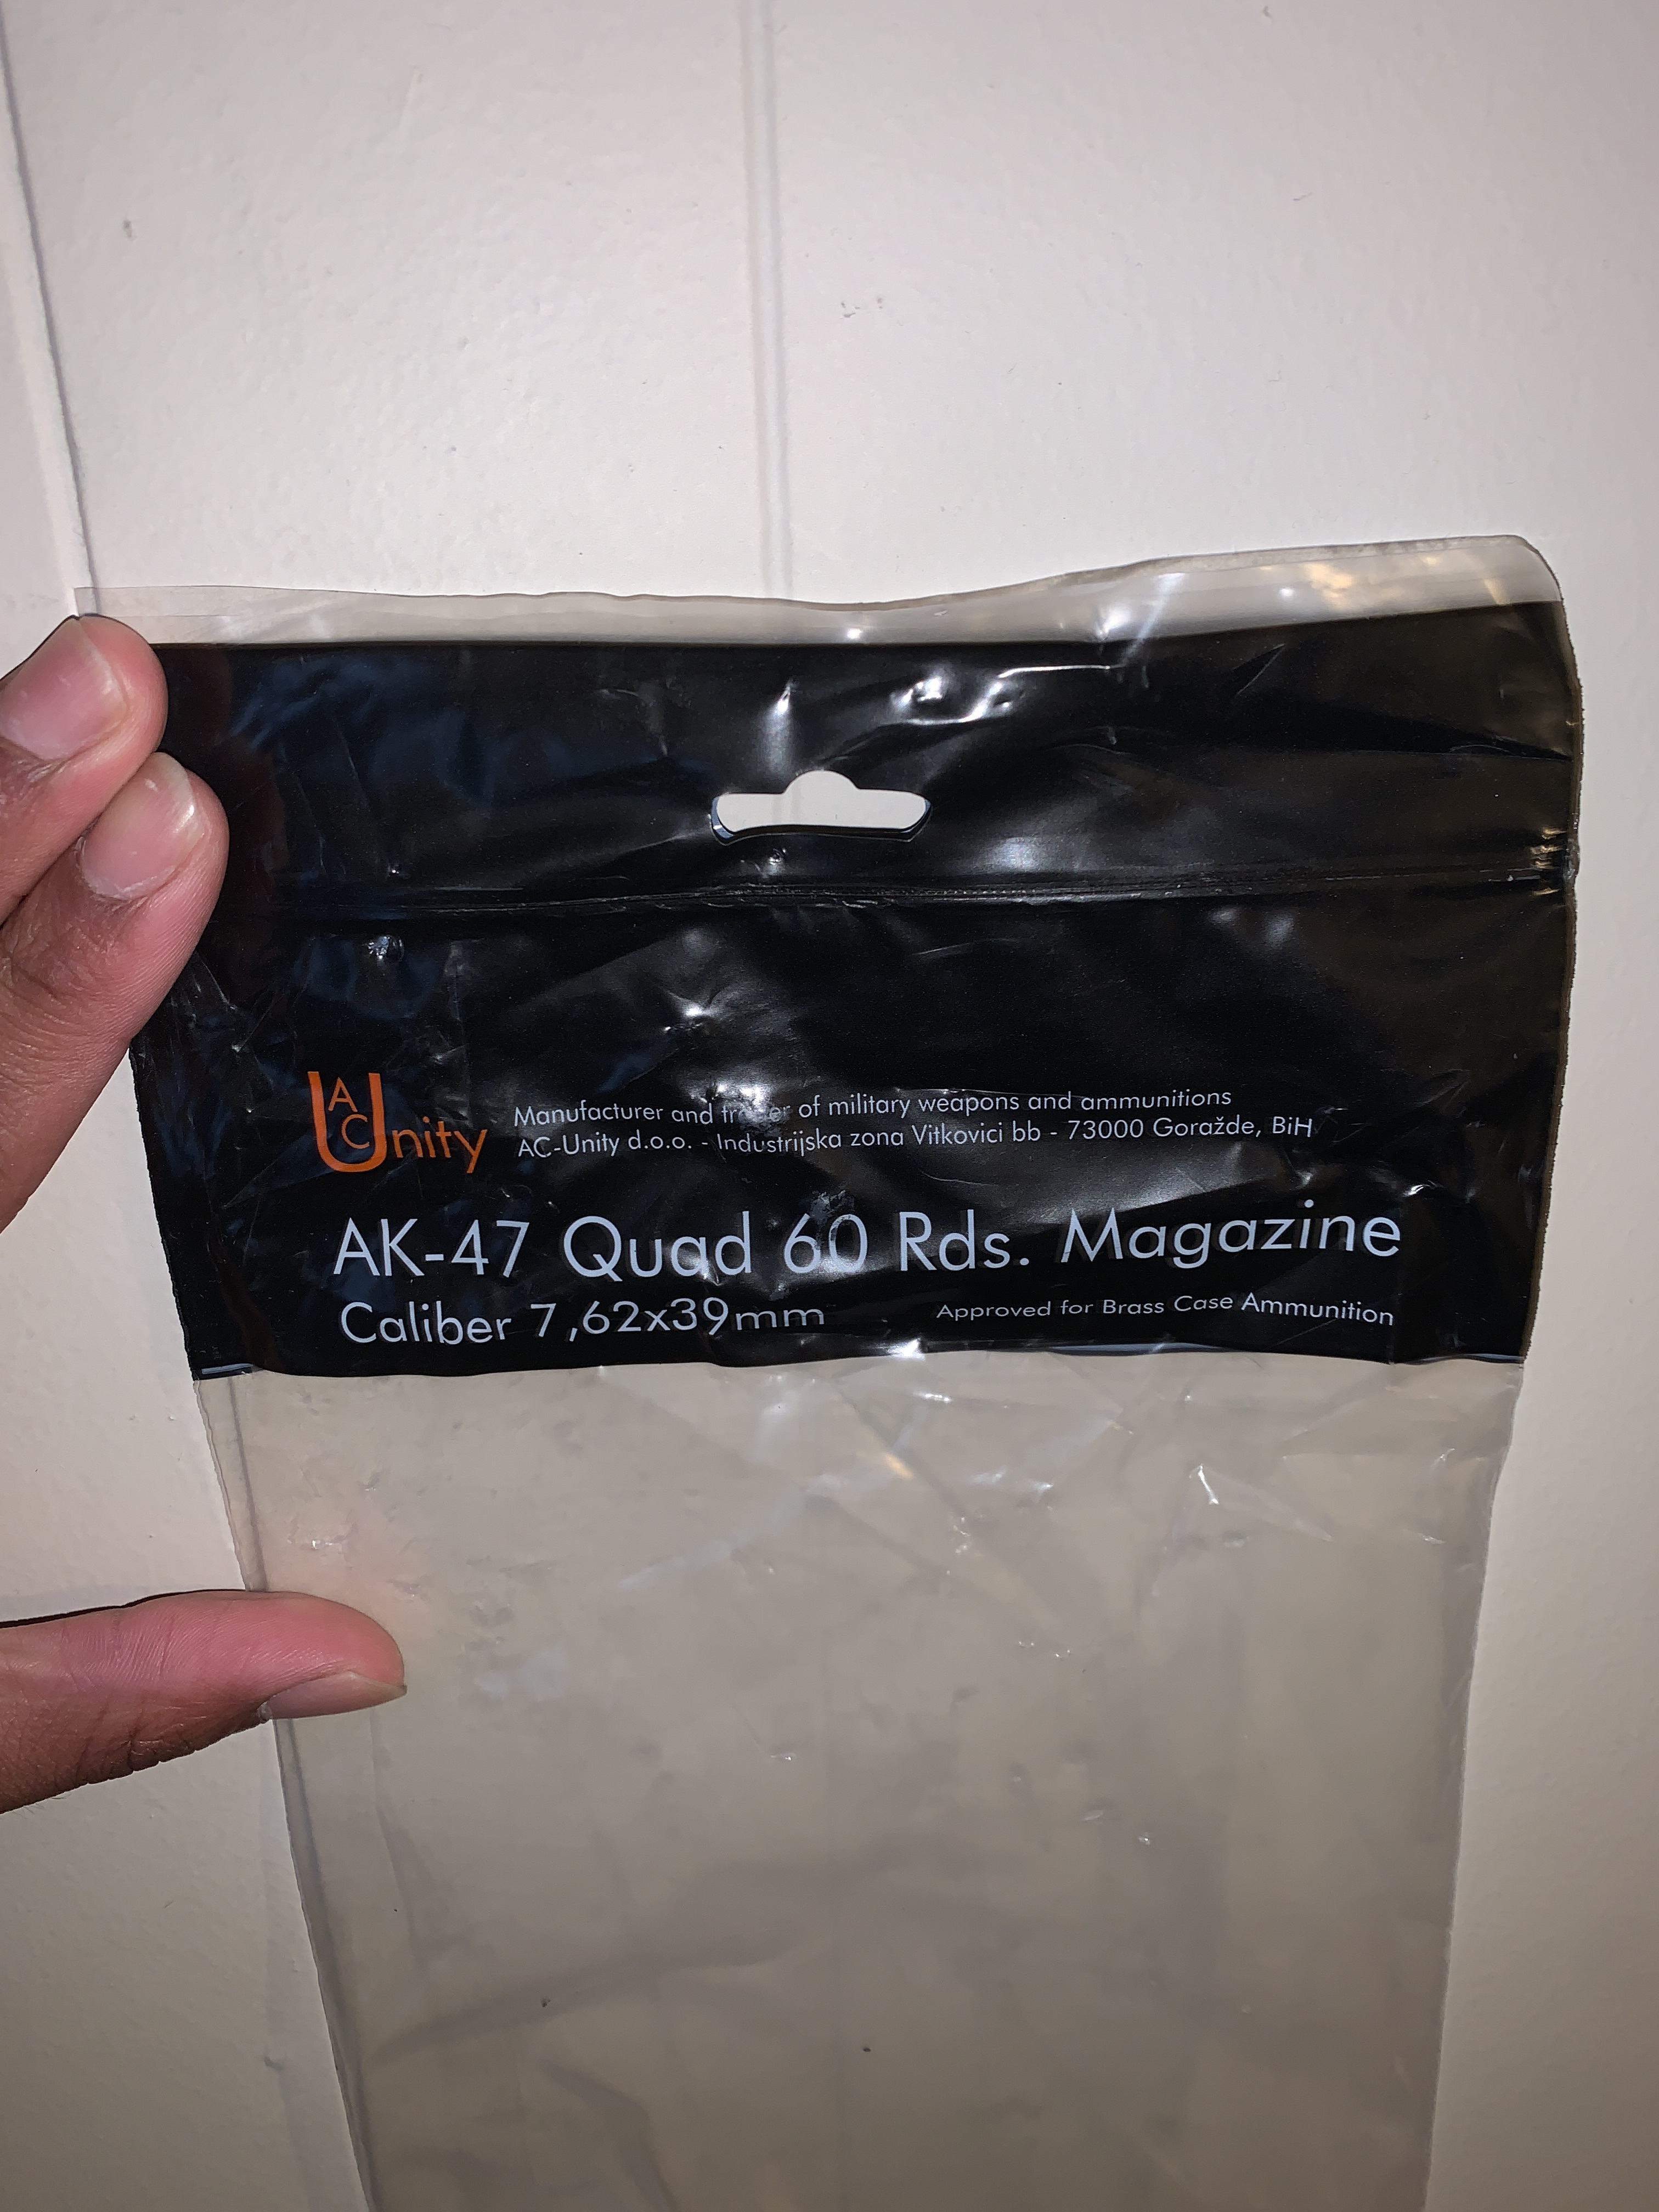 AC Unity
Manufacturer and trader of military weapons and ammunitions
AC-Unity d.o.o. - Industrijska zona Vitkovici bb - 73000 Goražde, BiH
AK-47 Quad 60 Rds. Magazine
Caliber 7,62x39mm
Approved for Brass Case Ammunition